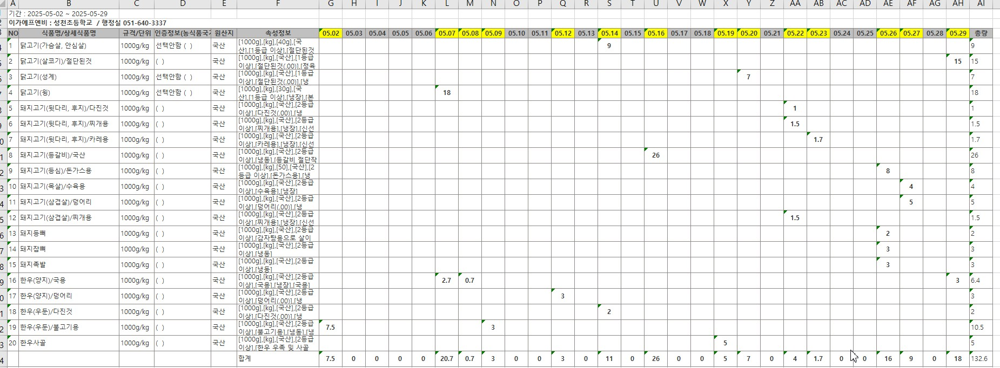 A B C D E F G H I J K L M N O P Q R S T U V W X Y Z AA AB AC AD AE AF AG AH AI
기간 : 2025-05-02 ~ 2025-05-29
이가에프엔비 : 성천초등학교 / 행정실 051-640-3337
NO 식품명/상세식품명 규격/단위 인증정보(농식품국가 원산지 속성정보 05.02 05.03 05.04 05.05 05.06 05.07 05.08 05.09 05.10 05.11 05.12 05.13 05.14 05.15 05.16 05.17 05.18 05.19 05.20 05.21 05.22 05.23 05.24 05.25 05.26 05.27 05.28 05.29 총량
1 닭고기(가슴살, 안심살) 1000g/kg 선택안함 ( ) 국산 [1000g],[kg],[40g],[국 9 9
산],[1등급 이상],[절단된것
2 닭고기(살코기)/절단된것 1000g/kg ( ) 국산 [1000g],[kg],[국산],[1등급 15 15
이상],[절단된것(.00)],[정육
3 닭고기(성계) 1000g/kg 선택안함 ( ) 국산 [1000g],[kg],[국산],[1등급 7 7
이상],[절단된것(.00)],[냉
4 닭고기(윙) 1000g/kg 선택안함 ( ) 국산 [1000g],[kg],[30g],[국 18 18
산],[1등급 이상],[냉장],[본
5 돼지고기(뒷다리, 후지)/다진것 1000g/kg ( ) 국산 [1000g],[kg],[국산],[2등급 1 1
이상],[다진것(.00)],[냉
6 돼지고기(뒷다리, 후지)/찌개용 1000g/kg ( ) 국산 [1000g],[kg],[국산],[2등급 1.5 1.5
이상],[찌개용],[냉장],[신선
7 돼지고기(뒷다리, 후지)/카레용 1000g/kg ( ) 국산 [1000g],[kg],[국산],[2등급 1.7 1.7
이상],[카레용],[냉장],[신선
8 돼지고기(등갈비)/국산 1000g/kg ( ) 국산 [1000g],[kg],[국산],[2등급 26 26
이상],[냉동],[등갈비 절단작
9 돼지고기(등심)/돈가스용 1000g/kg ( ) 국산 [1000g],[kg],[50],[국산],[2 8 8
등급 이상],[돈가스용],[냉
10 돼지고기(목살)/수육용 1000g/kg ( ) 국산 [1000g],[kg],[국산],[2등급 4 4
이상],[수육용],[냉장]
11 돼지고기(삼겹살)/덩어리 1000g/kg ( ) 국산 [1000g],[kg],[국산],[2등급 5 5
이상],[덩어리(.00)],[냉
12 돼지고기(삼겹살)/찌개용 1000g/kg ( ) 국산 [1000g],[kg],[국산],[2등급 1.5 1.5
이상],[찌개용],[냉장],[신선
13 돼지등뼈 1000g/kg ( ) 국산 [1000g],[kg],[국산],[2등급 2 2
이상],[감자탕용으로 살이
14 돼지잡뼈 1000g/kg ( ) 국산 [1000g],[kg],[국산],[2등급 3 3
이상],[냉동]
15 돼지족발 1000g/kg ( ) 국산 [1000g],[kg],[국산],[2등급 3 3
이상],[냉동]
16 한우(양지)/국용 1000g/kg ( ) 국산 [1000g],[kg],[국산],[2등급 2.7 0.7 3 6.4
이상],[국용],[냉장],[국용]
17 한우(양지)/덩어리 1000g/kg ( ) 국산 [1000g],[kg],[국산],[2등급 3 3
이상],[덩어리(.00)],[냉
18 한우(우둔)/다진것 1000g/kg ( ) 국산 [1000g],[kg],[국산],[2등급 2 2
이상],[다진것(.00)],[냉
19 한우(우둔)/불고기용 1000g/kg ( ) 국산 [1000g],[kg],[국산],[2등급 7.5 3 10.5
이상],[불고기용],[냉동],[냉
20 한우사골 1000g/kg ( ) 국산 [1000g],[kg],[국산],[2등급 5 5
이상],[한우 우족 및 사골
합계 7.5 0 0 0 0 20.7 0.7 3 0 0 3 0 11 0 26 0 0 5 7 0 4 1.7 0 0 16 9 0 18 132.6